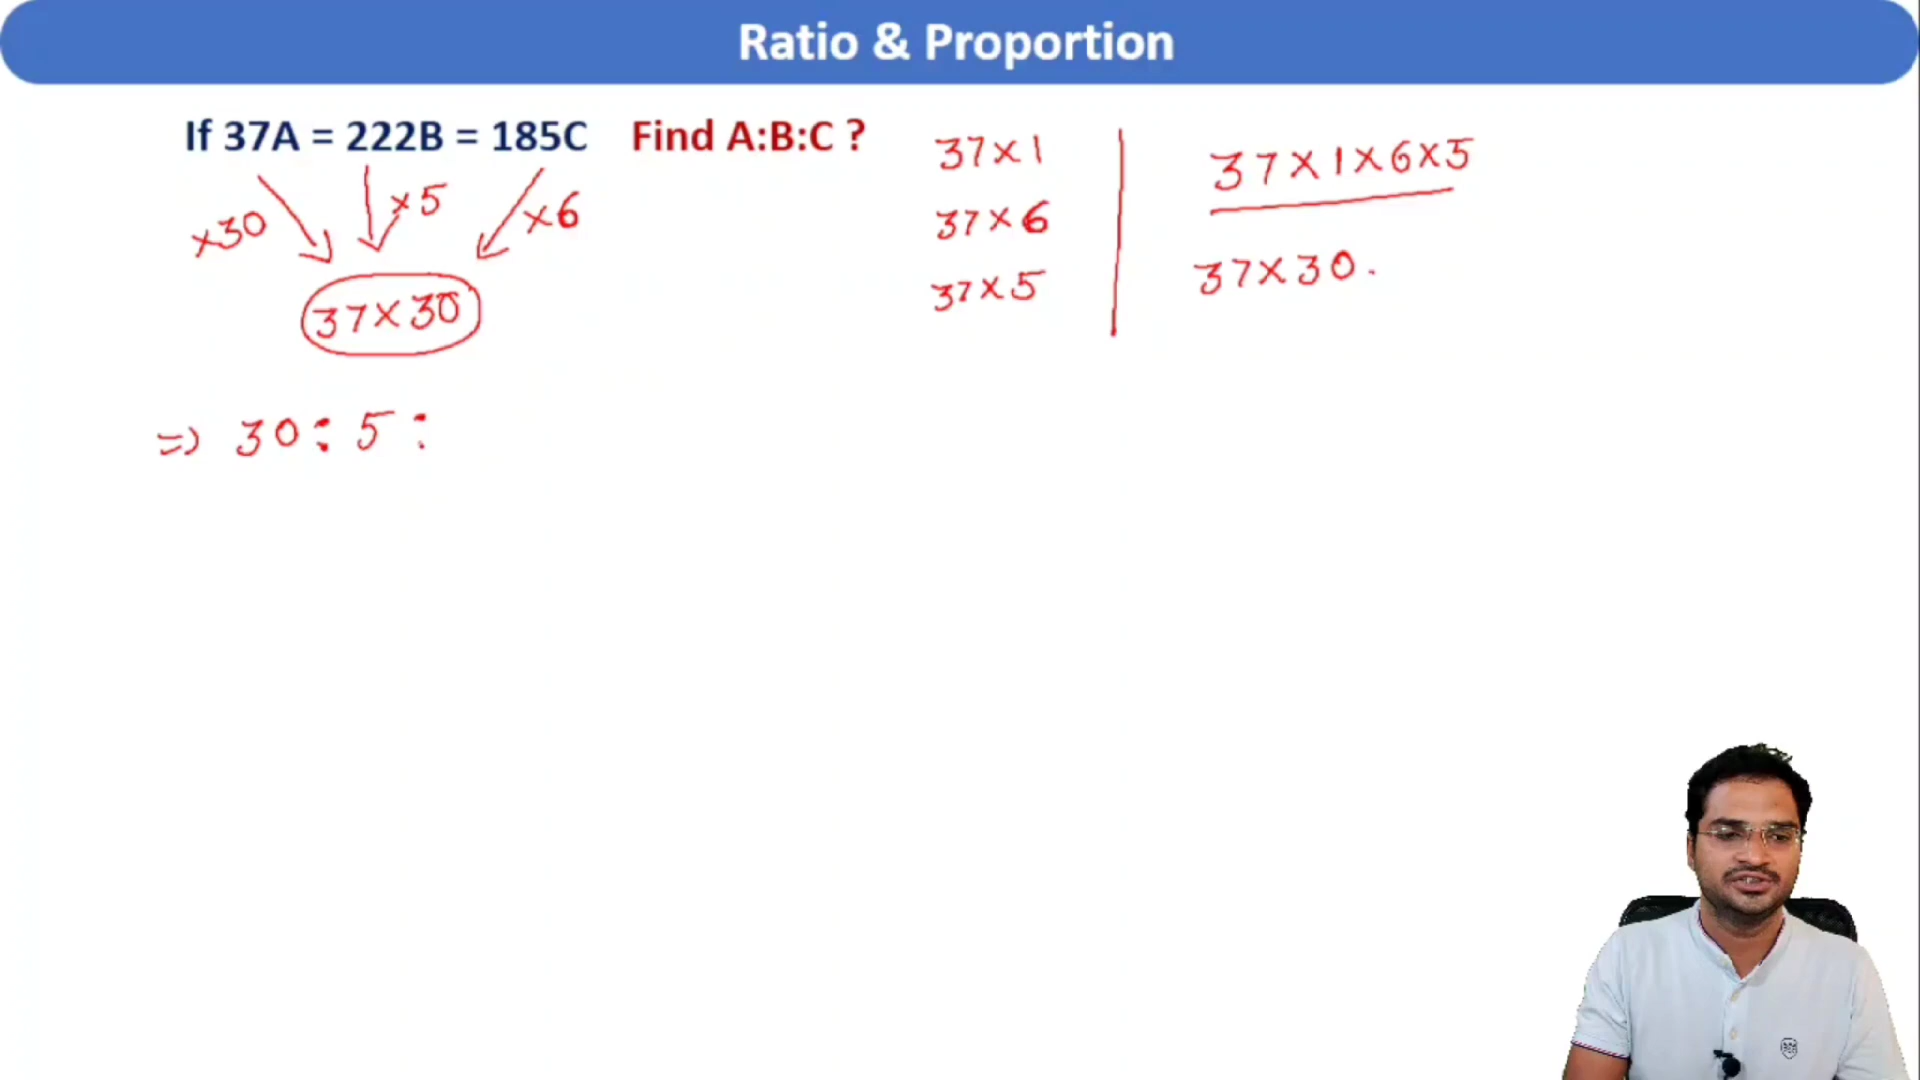 Ratio & Proportion
If 37A = 222B = 185C Find A:B:C ?
×30 ×5 ×6
37×30
⇒ 30 : 5 :
37×1
37×6
37×5
37×1×6×5
37×30.